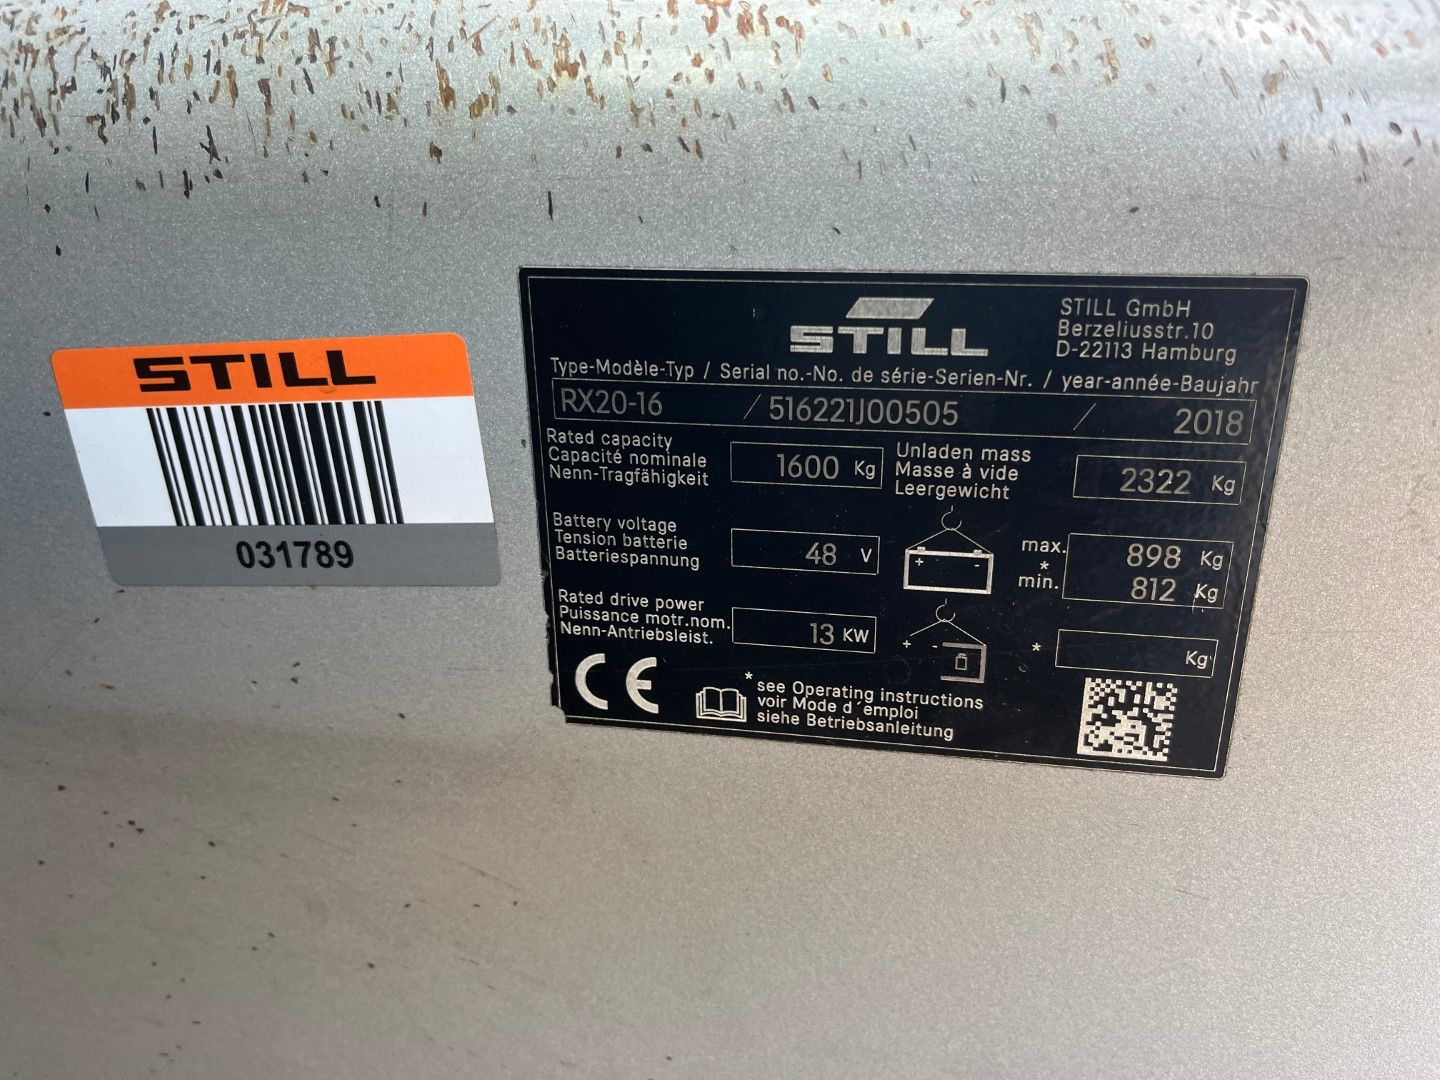 STILL
031789
STILL
STILL GmbH
Berzeliusstr.10
D-22113 Hamburg
Type-Modèle-Typ / Serial no.-No. de série-Serien-Nr. / year-année-Baujahr
RX20-16 / 516221J00505 / 2018
Rated capacity
Capacité nominale
Nenn-Tragfähigkeit
1600 Kg
Unladen mass
Masse à vide
Leergewicht
2322 Kg
Battery voltage
Tension batterie
Batteriespannung
48 V
+ -
max. 898 Kg
*
min. 812 Kg
Rated drive power
Puissance motr.nom.
Nenn-Antriebsleist.
13 KW
+ -
* Kg
CE
* see Operating instructions
voir Mode d´emploi
siehe Betriebsanleitung